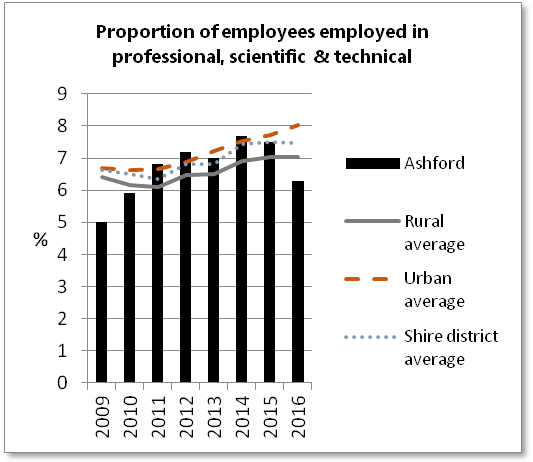 Proportion of employees employed in
professional, scientific & technical
9
8
7
6
5
4
3
2
1
0
%
2009
2010
2011
2012
2013
2014
2015
2016
Ashford
Rural
average
Urban
average
Shire district
average